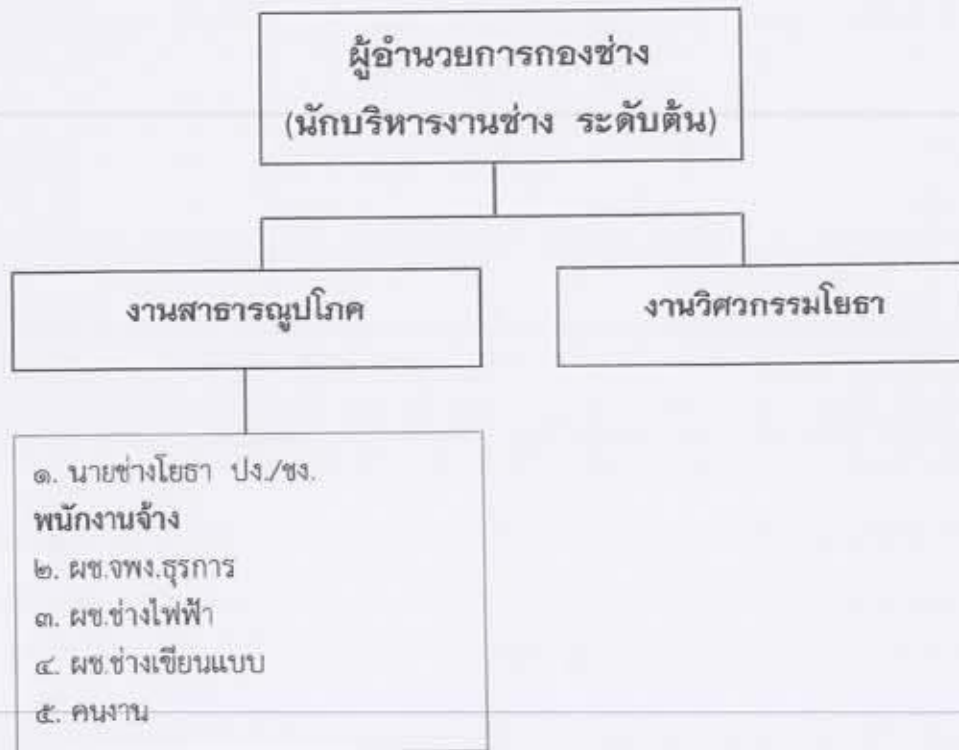 ผู้อำนวยการกองช่าง
(นักบริหารงานช่าง ระดับต้น)
งานสาธารณูปโภค
งานวิศวกรรมโยธา
๑. นายช่างโยธา ปง./ชง.
พนักงานจ้าง
๒. ผช.จพง.ธุรการ
๓. ผช.ช่างไฟฟ้า
๔. ผช.ช่างเขียนแบบ
๕. คนงาน